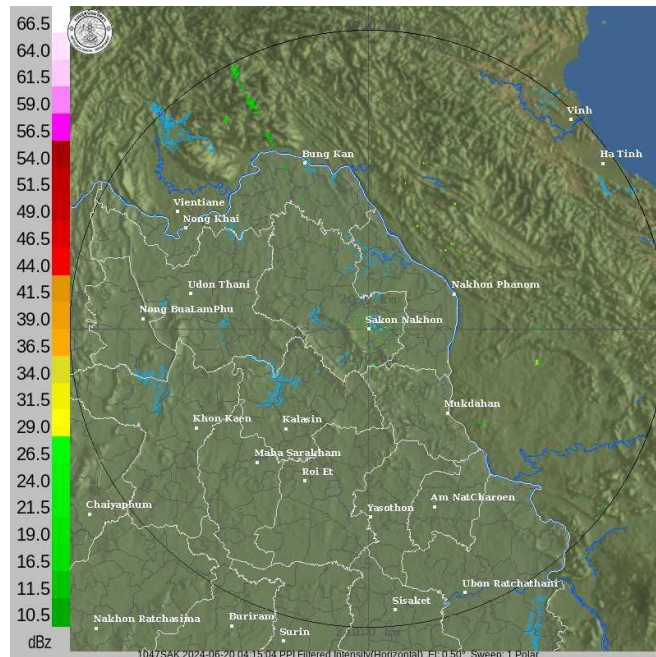 66.5
64.0
61.5
59.0
56.5
54.0
51.5
49.0
46.5
44.0
41.5
39.0
36.5
34.0
31.5
29.0
26.5
24.0
21.5
19.0
16.5
14.0
11.5
10.5
dBz
Vinh
Ha Tinh
Bung Kan
Vientiane
Nong Khai
Udon Thani
Nakhon Phanom
Nong BuaLamPhu
Sakon Nakhon
Mukdahan
Khon Kaen
Kalasin
Maha Sarakham
Roi Et
Chaiyaphum
Yasothon
Am NatCharoen
Ubon Ratchathani
Sisaket
Nakhon Ratchasima
Buriram
Surin
1047SAK 2024-06-20 04:15:04 PPI Filtered Intensity(Horizontal) El: 0.50° Sweep: 1 Polar